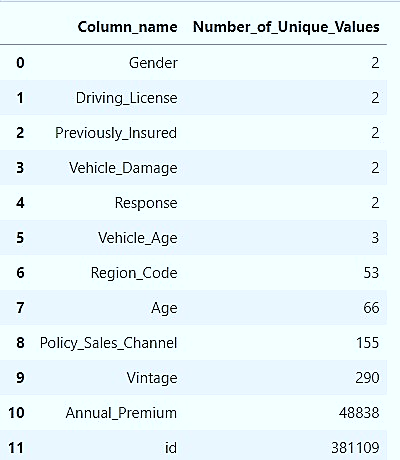 Column_name Number_of_Unique_Values
0 Gender 2
1 Driving_License 2
2 Previously_Insured 2
3 Vehicle_Damage 2
4 Response 2
5 Vehicle_Age 3
6 Region_Code 53
7 Age 66
8 Policy_Sales_Channel 155
9 Vintage 290
10 Annual_Premium 48838
11 id 381109